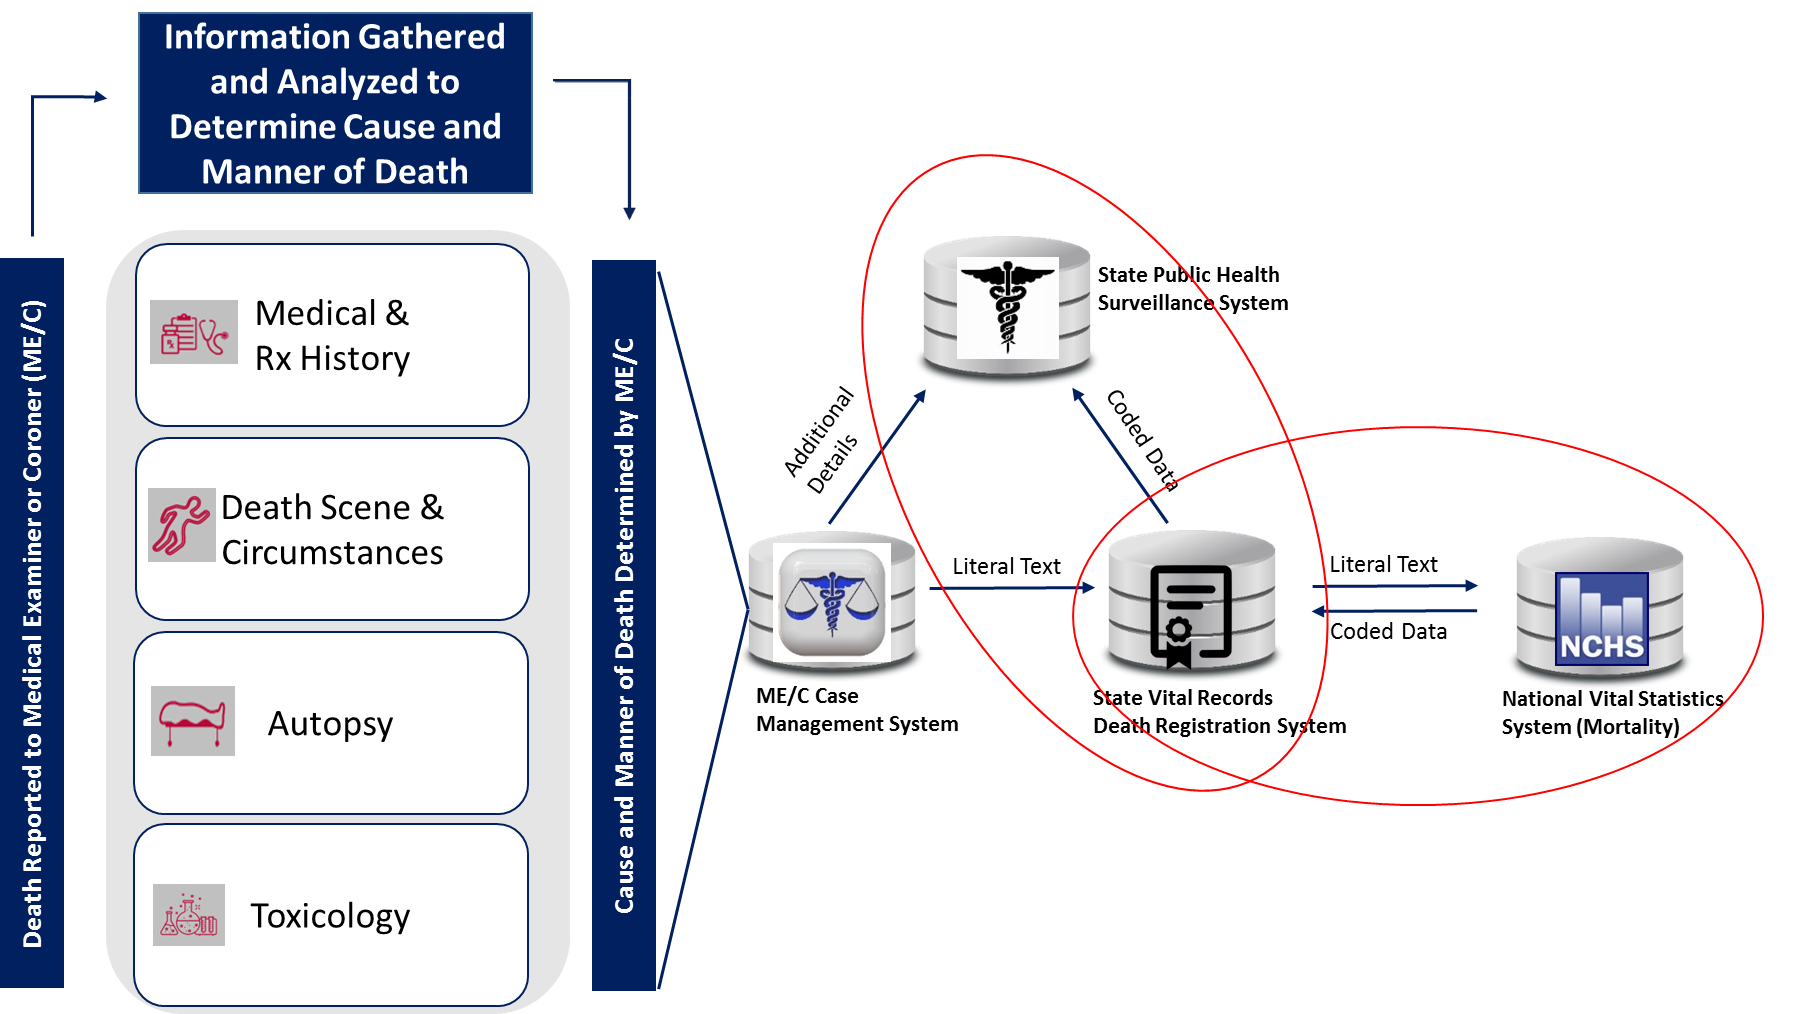 Information Gathered
and Analyzed to
Determine Cause and
Manner of Death
Death Reported to Medical Examiner or Coroner (ME/C)
Medical &
Rx History
Death Scene &
Circumstances
Autopsy
Toxicology
Cause and Manner of Death Determined by ME/C
State Public Health
Surveillance System
Additional
Details
Coded Data
Literal Text
Literal Text
Coded Data
NCHS
ME/C Case
Management System
State Vital Records
Death Registration System
National Vital Statistics
System (Mortality)